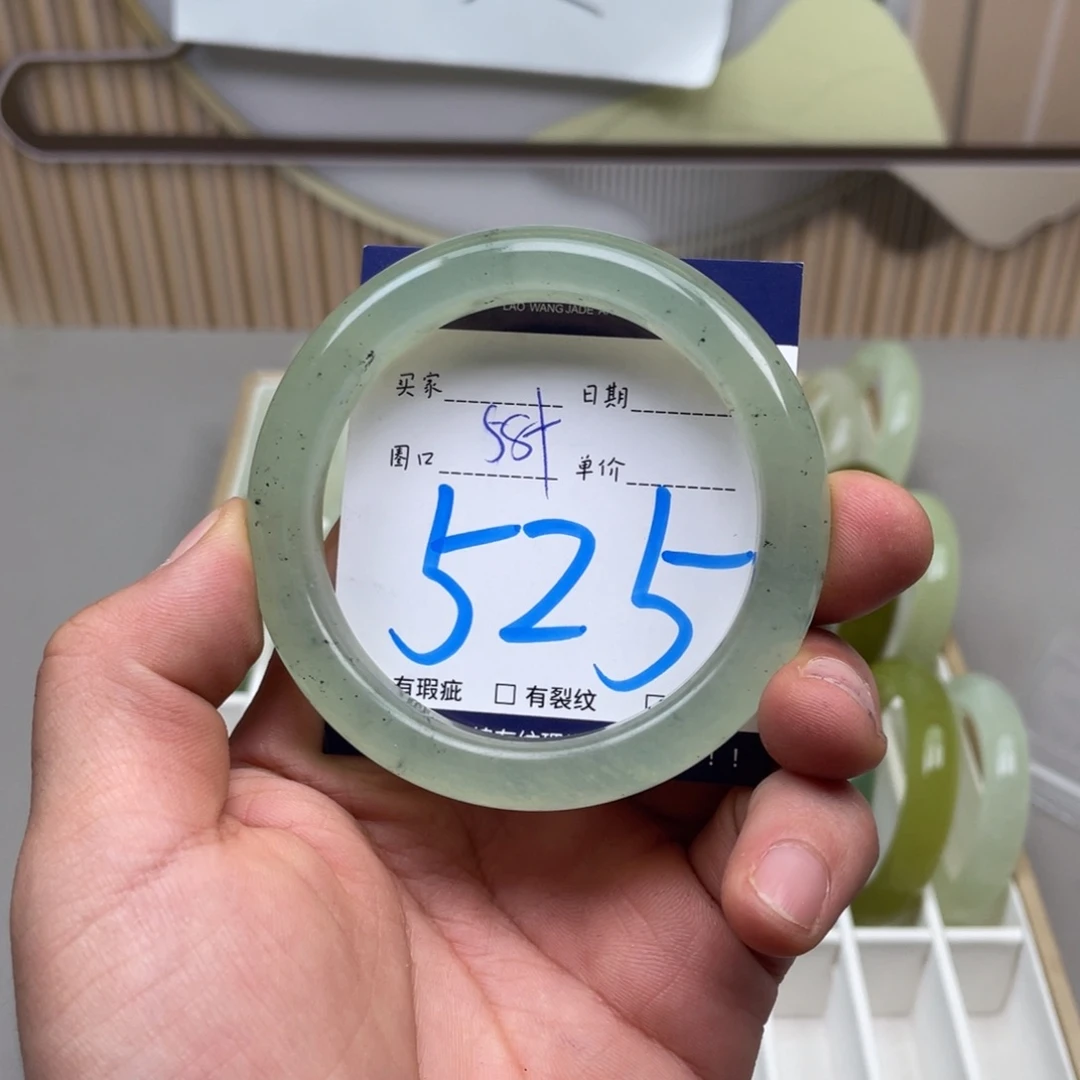 LAO WANG JADE
买家 日期
58+
圈口 单价
525
有瑕疵 □ 有裂纹 □
！！